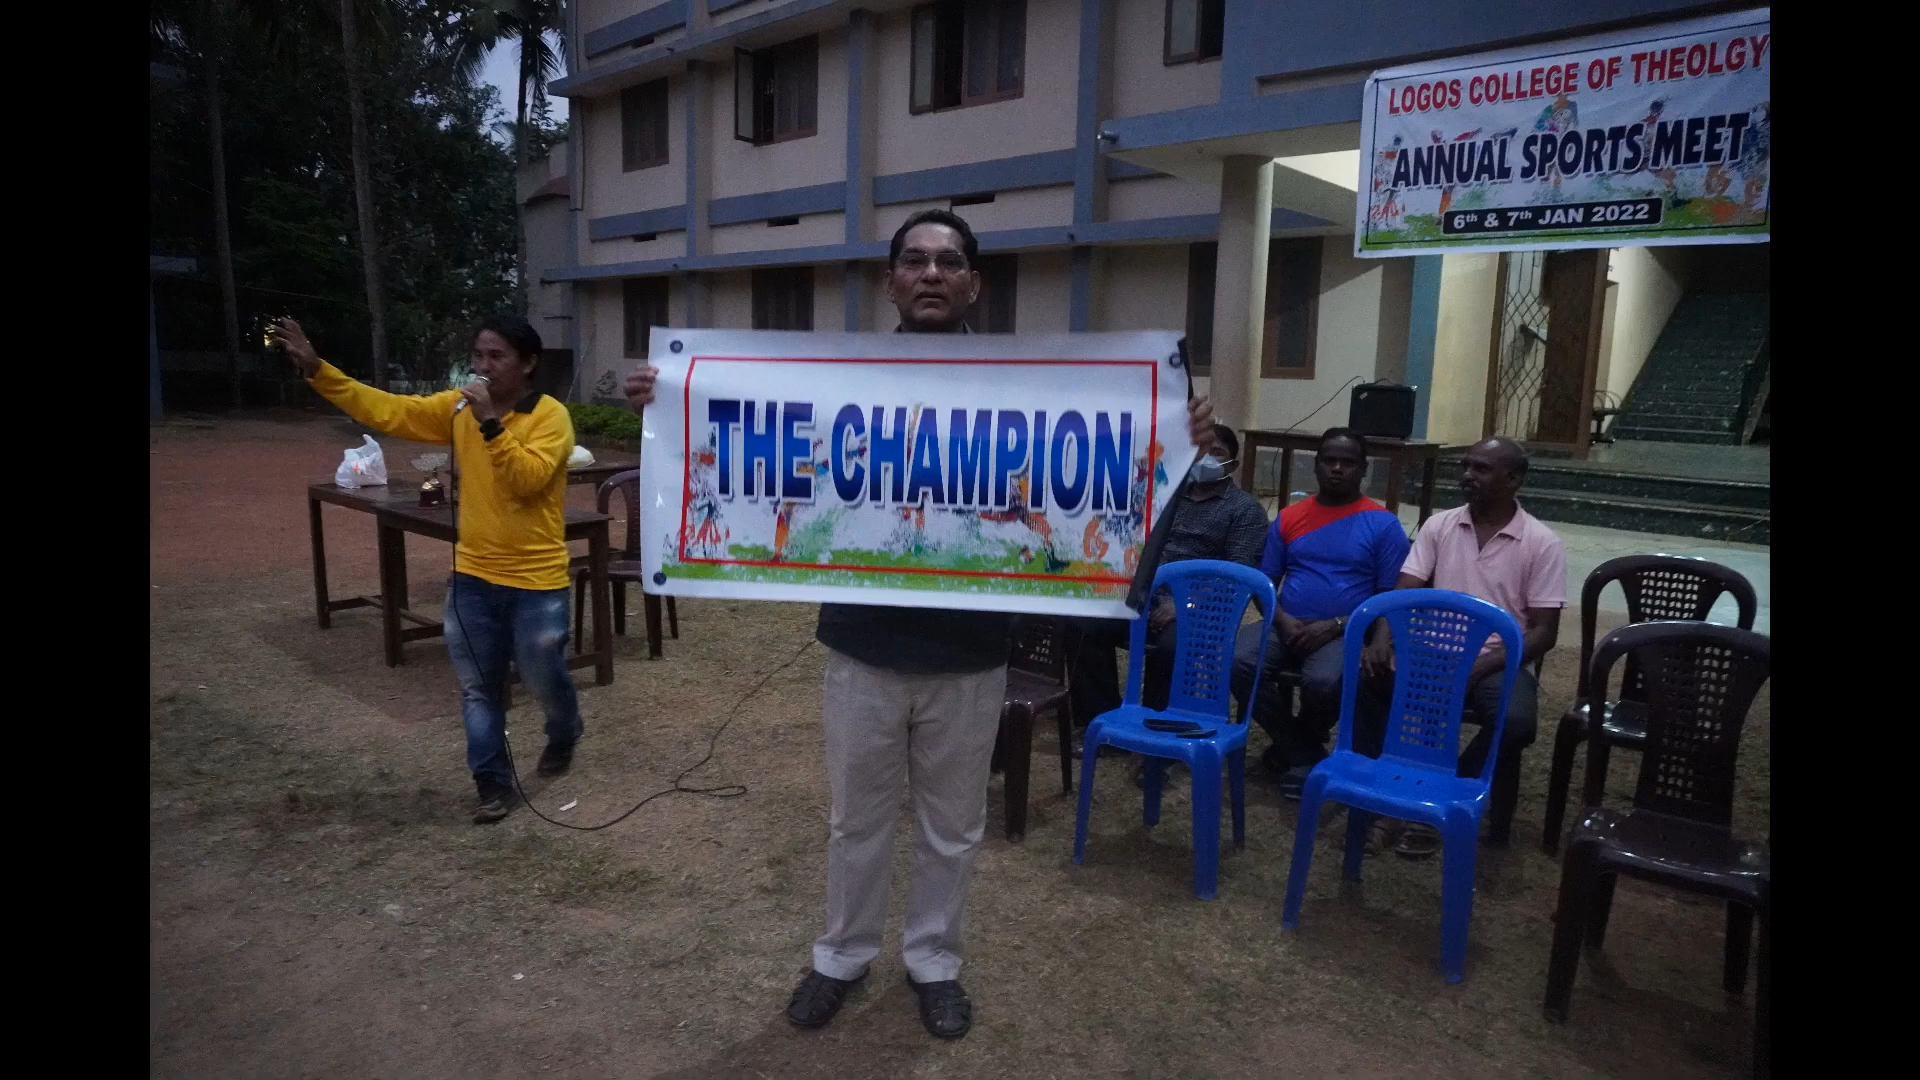 LOGOS COLLEGE OF THEOLGY
ANNUAL SPORTS MEET
6th & 7th JAN 2022
THE CHAMPION